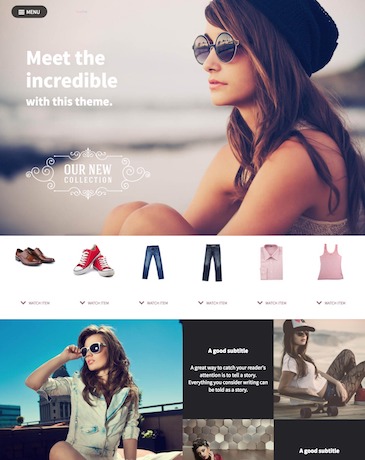 MENU
Meet the
incredible
with this theme.
OUR NEW
COLLECTION
WATCH ITEM
WATCH ITEM
WATCH ITEM
WATCH ITEM
WATCH ITEM
WATCH ITEM
A good subtitle
A great way to catch your reader's
attention is to tell a story.
Everything you consider writing can
be told as a story.
A good subtitle